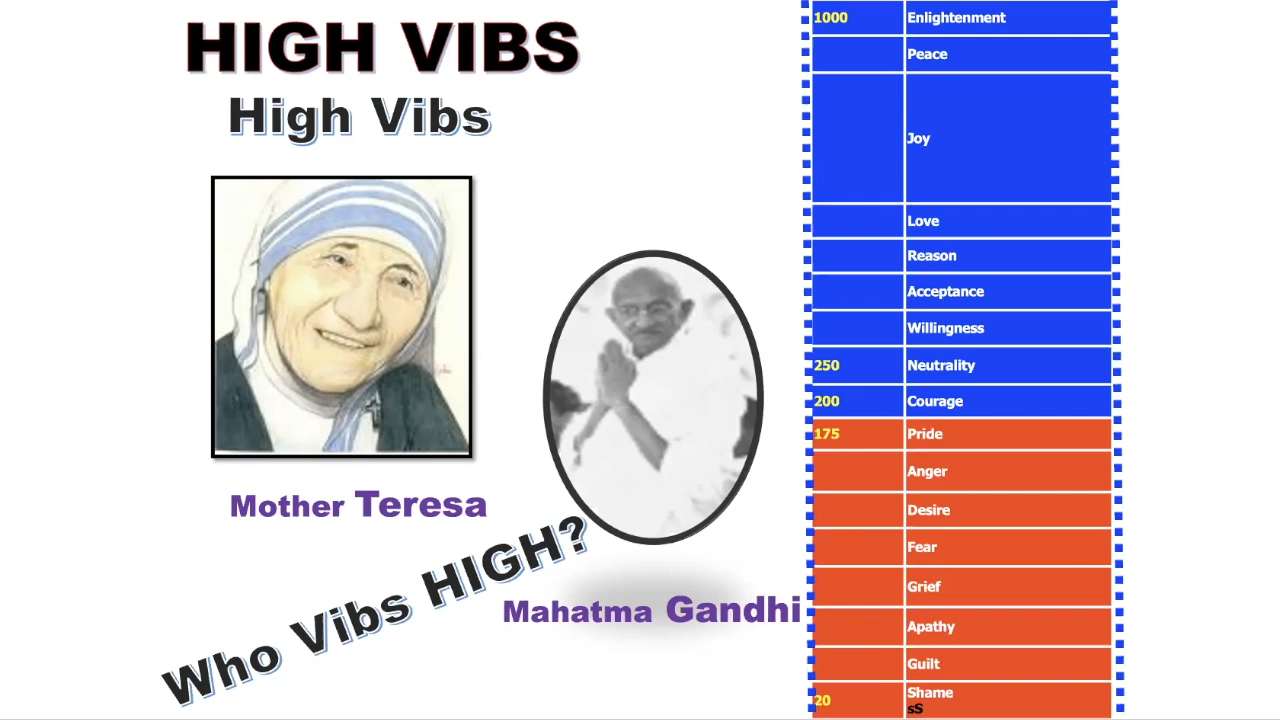 HIGH VIBS
High Vibs
Mother Teresa
Who Vibs HIGH?
Mahatma Gandhi
1000 Enlightenment
Peace
Joy
Love
Reason
Acceptance
Willingness
250 Neutrality
200 Courage
175 Pride
Anger
Desire
Fear
Grief
Apathy
Guilt
20 Shame
sS